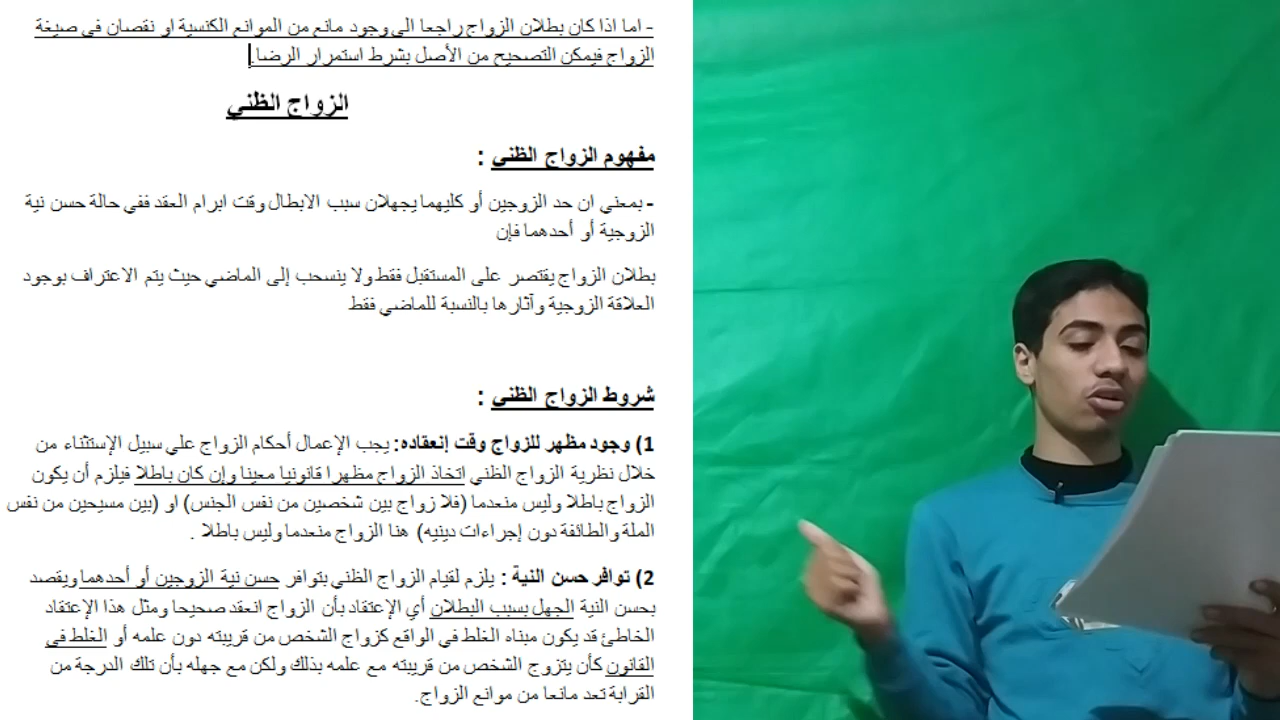 - اما اذا كان بطلان الزواج راجعا الى وجود مانع من الموانع الكنسية او نقصان في صيغة
الزواج فيمكن التصحيح من الأصل بشرط استمرار الرضا.
الزواج الظني
مفهوم الزواج الظني :
- بمعني ان حد الزوجين أو كليهما يجهلان سبب الابطال وقت ابرام العقد ففي حالة حسن نية
الزوجية أو أحدهما فإن
بطلان الزواج يقتصر على المستقبل فقط ولا ينسحب إلى الماضي حيث يتم الاعتراف بوجود
العلاقة الزوجية وآثارها بالنسبة للماضي فقط
شروط الزواج الظني :
1) وجود مظهر للزواج وقت إنعقاده: يجب الإعمال أحكام الزواج علي سبيل الإستثناء من
خلال نظرية الزواج الظني اتخاذ الزواج مظهرا قانونيا معينا وإن كان باطلا فيلزم أن يكون
الزواج باطلا وليس منعدما (فلا زواج بين شخصين من نفس الجنس) او (بين مسيحين من نفس
الملة والطائفة دون إجراءات دينيه) هنا الزواج منعدما وليس باطلا .
2) توافر حسن النية : يلزم لقيام الزواج الظني بتوافر حسن نية الزوجين أو أحدهما ويقصد
بحسن النية الجهل بسبب البطلان أي الإعتقاد بأن الزواج انعقد صحيحا ومثل هذا الإعتقاد
الخاطئ قد يكون مبناه الغلط في الواقع كزواج الشخص من قريبته دون علمه أو الغلط في
القانون كأن يتزوج الشخص من قريبته مع علمه بذلك ولكن مع جهله بأن تلك الدرجة من
القرابة تعد مانعا من موانع الزواج.